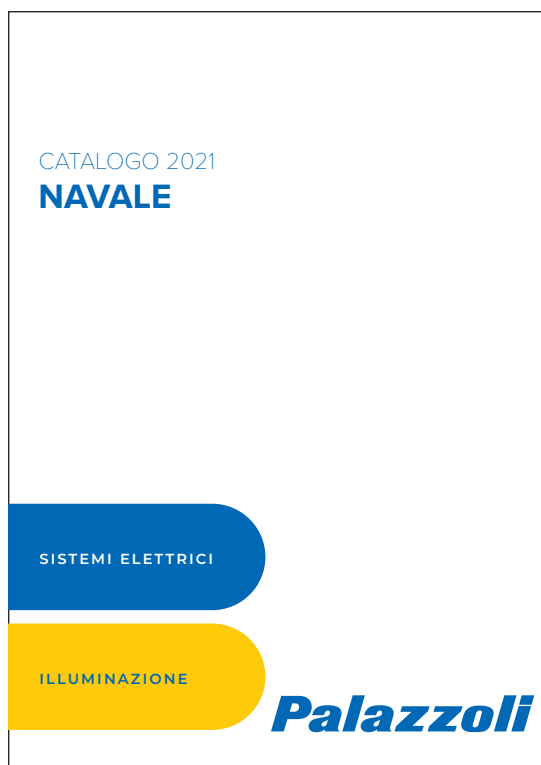 CATALOGO 2021
NAVALE
SISTEMI ELETTRICI
ILLUMINAZIONE
Palazzoli